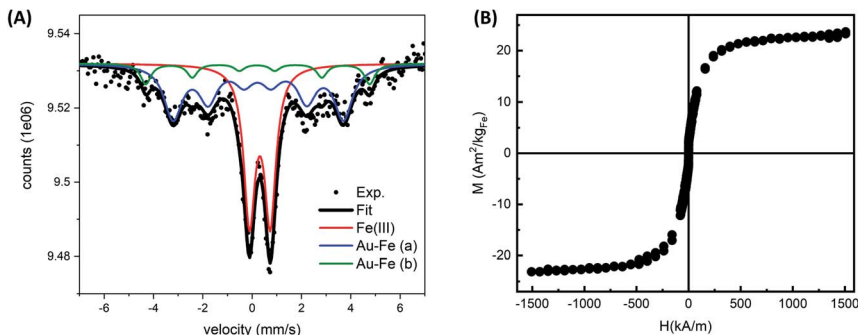 (A)
9.54
9.52
9.5
9.48
counts (1e06)
-6 -4 -2 0 2 4 6
velocity (mm/s)
Exp.
Fit
Fe(III)
Au-Fe (a)
Au-Fe (b)
(B)
20
10
0
-10
-20
M (Am²/kg_Fe)
-1500 -1000 -500 0 500 1000 1500
H(kA/m)